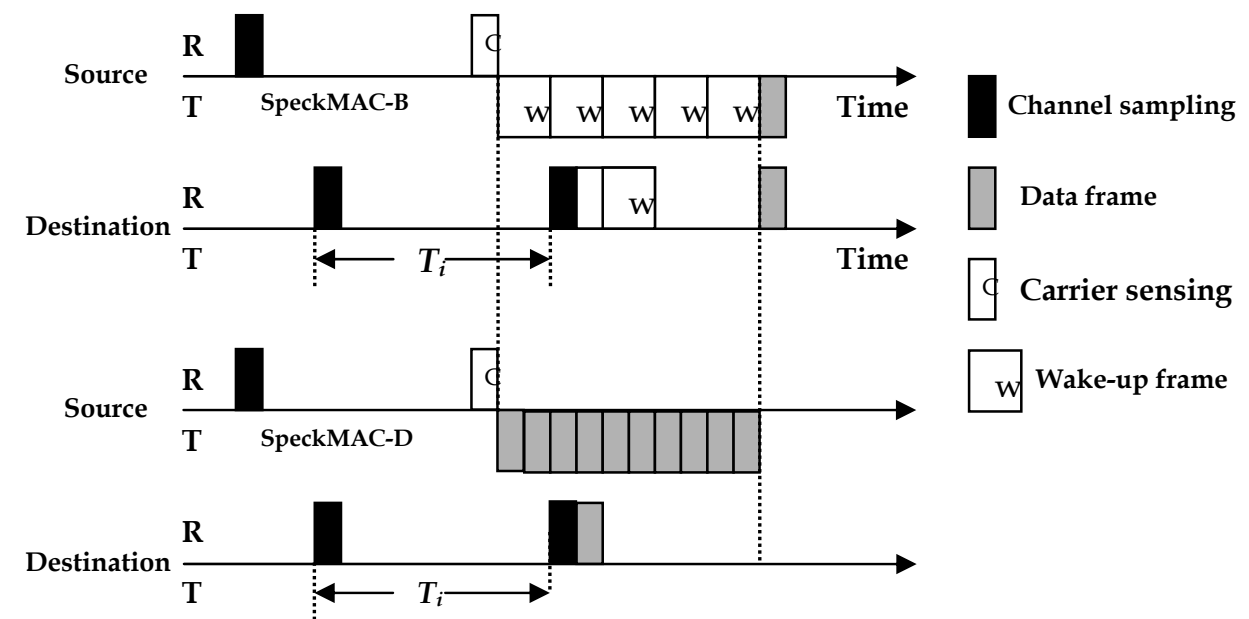 R
C
Source
T
SpeckMAC-B
W
W
W
W
W
Time
Channel sampling
R
W
Destination
T
Tᵢ
Time
Data frame
C
Carrier sensing
W
Wake-up frame
R
C
Source
T
SpeckMAC-D
R
Destination
T
Tᵢ